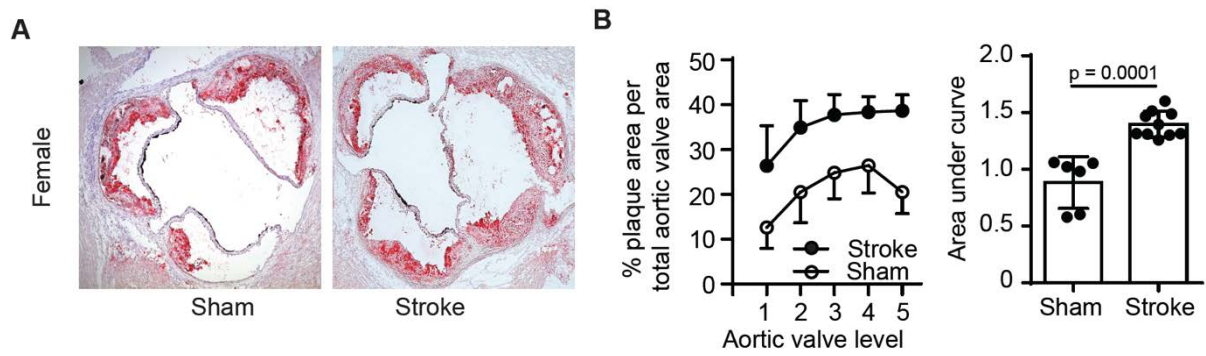 A
Female
Sham
Stroke
B
% plaque area per
total aortic valve area
50
40
30
20
10
0
Stroke
Sham
1 2 3 4 5
Aortic valve level
Area under curve
2.0
1.5
1.0
0.5
0
p = 0.0001
Sham Stroke